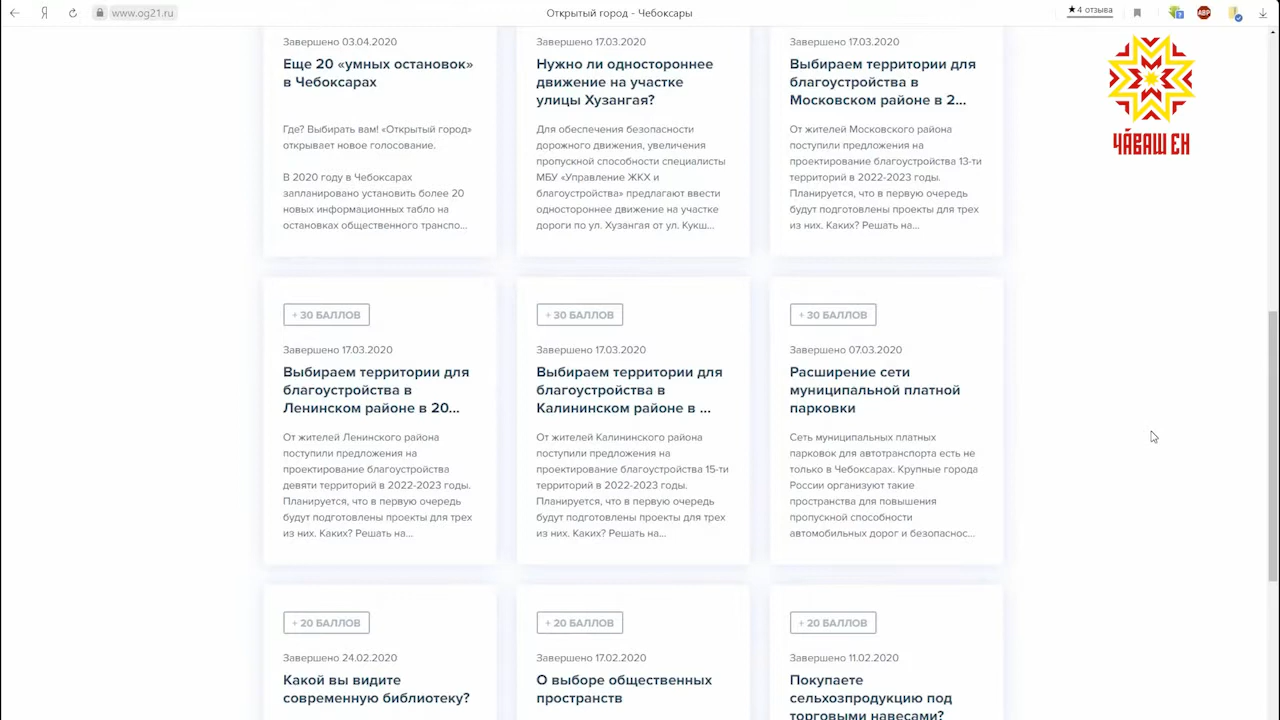 www.og21.ru
Открытый город - Чебоксары
★4 отзыва
ЧӐВАШ ЕН
Завершено 03.04.2020
Еще 20 «умных остановок»
в Чебоксарах
Где? Выбирать вам! «Открытый город»
открывает новое голосование.
В 2020 году в Чебоксарах
запланировано установить более 20
новых информационных табло на
остановках общественного транспо...
Завершено 17.03.2020
Нужно ли одностороннее
движение на участке
улицы Хузангая?
Для обеспечения безопасности
дорожного движения, увеличения
пропускной способности специалисты
МБУ «Управление ЖКХ и
благоустройства» предлагают ввести
одностороннее движение на участке
дороги по ул. Хузангая от ул. Кукш...
Завершено 17.03.2020
Выбираем территории для
благоустройства в
Московском районе в 2...
От жителей Московского района
поступили предложения на
проектирование благоустройства 13-ти
территорий в 2022-2023 годы.
Планируется, что в первую очередь
будут подготовлены проекты для трех
из них. Каких? Решать на...
+ 30 БАЛЛОВ
Завершено 17.03.2020
Выбираем территории для
благоустройства в
Ленинском районе в 20...
От жителей Ленинского района
поступили предложения на
проектирование благоустройства
девяти территорий в 2022-2023 годы.
Планируется, что в первую очередь
будут подготовлены проекты для трех
из них. Каких? Решать на...
+ 30 БАЛЛОВ
Завершено 17.03.2020
Выбираем территории для
благоустройства в
Калининском районе в ...
От жителей Калининского района
поступили предложения на
проектирование благоустройства 15-ти
территорий в 2022-2023 годы.
Планируется, что в первую очередь
будут подготовлены проекты для трех
из них. Каких? Решать на...
+ 30 БАЛЛОВ
Завершено 07.03.2020
Расширение сети
муниципальной платной
парковки
Сеть муниципальных платных
парковок для автотранспорта есть не
только в Чебоксарах. Крупные города
России организуют такие
пространства для повышения
пропускной способности
автомобильных дорог и безопаснос...
+ 20 БАЛЛОВ
Завершено 24.02.2020
Какой вы видите
современную библиотеку?
+ 20 БАЛЛОВ
Завершено 17.02.2020
О выборе общественных
пространств
+ 20 БАЛЛОВ
Завершено 11.02.2020
Покупаете
сельхозпродукцию под
торговыми навесами?